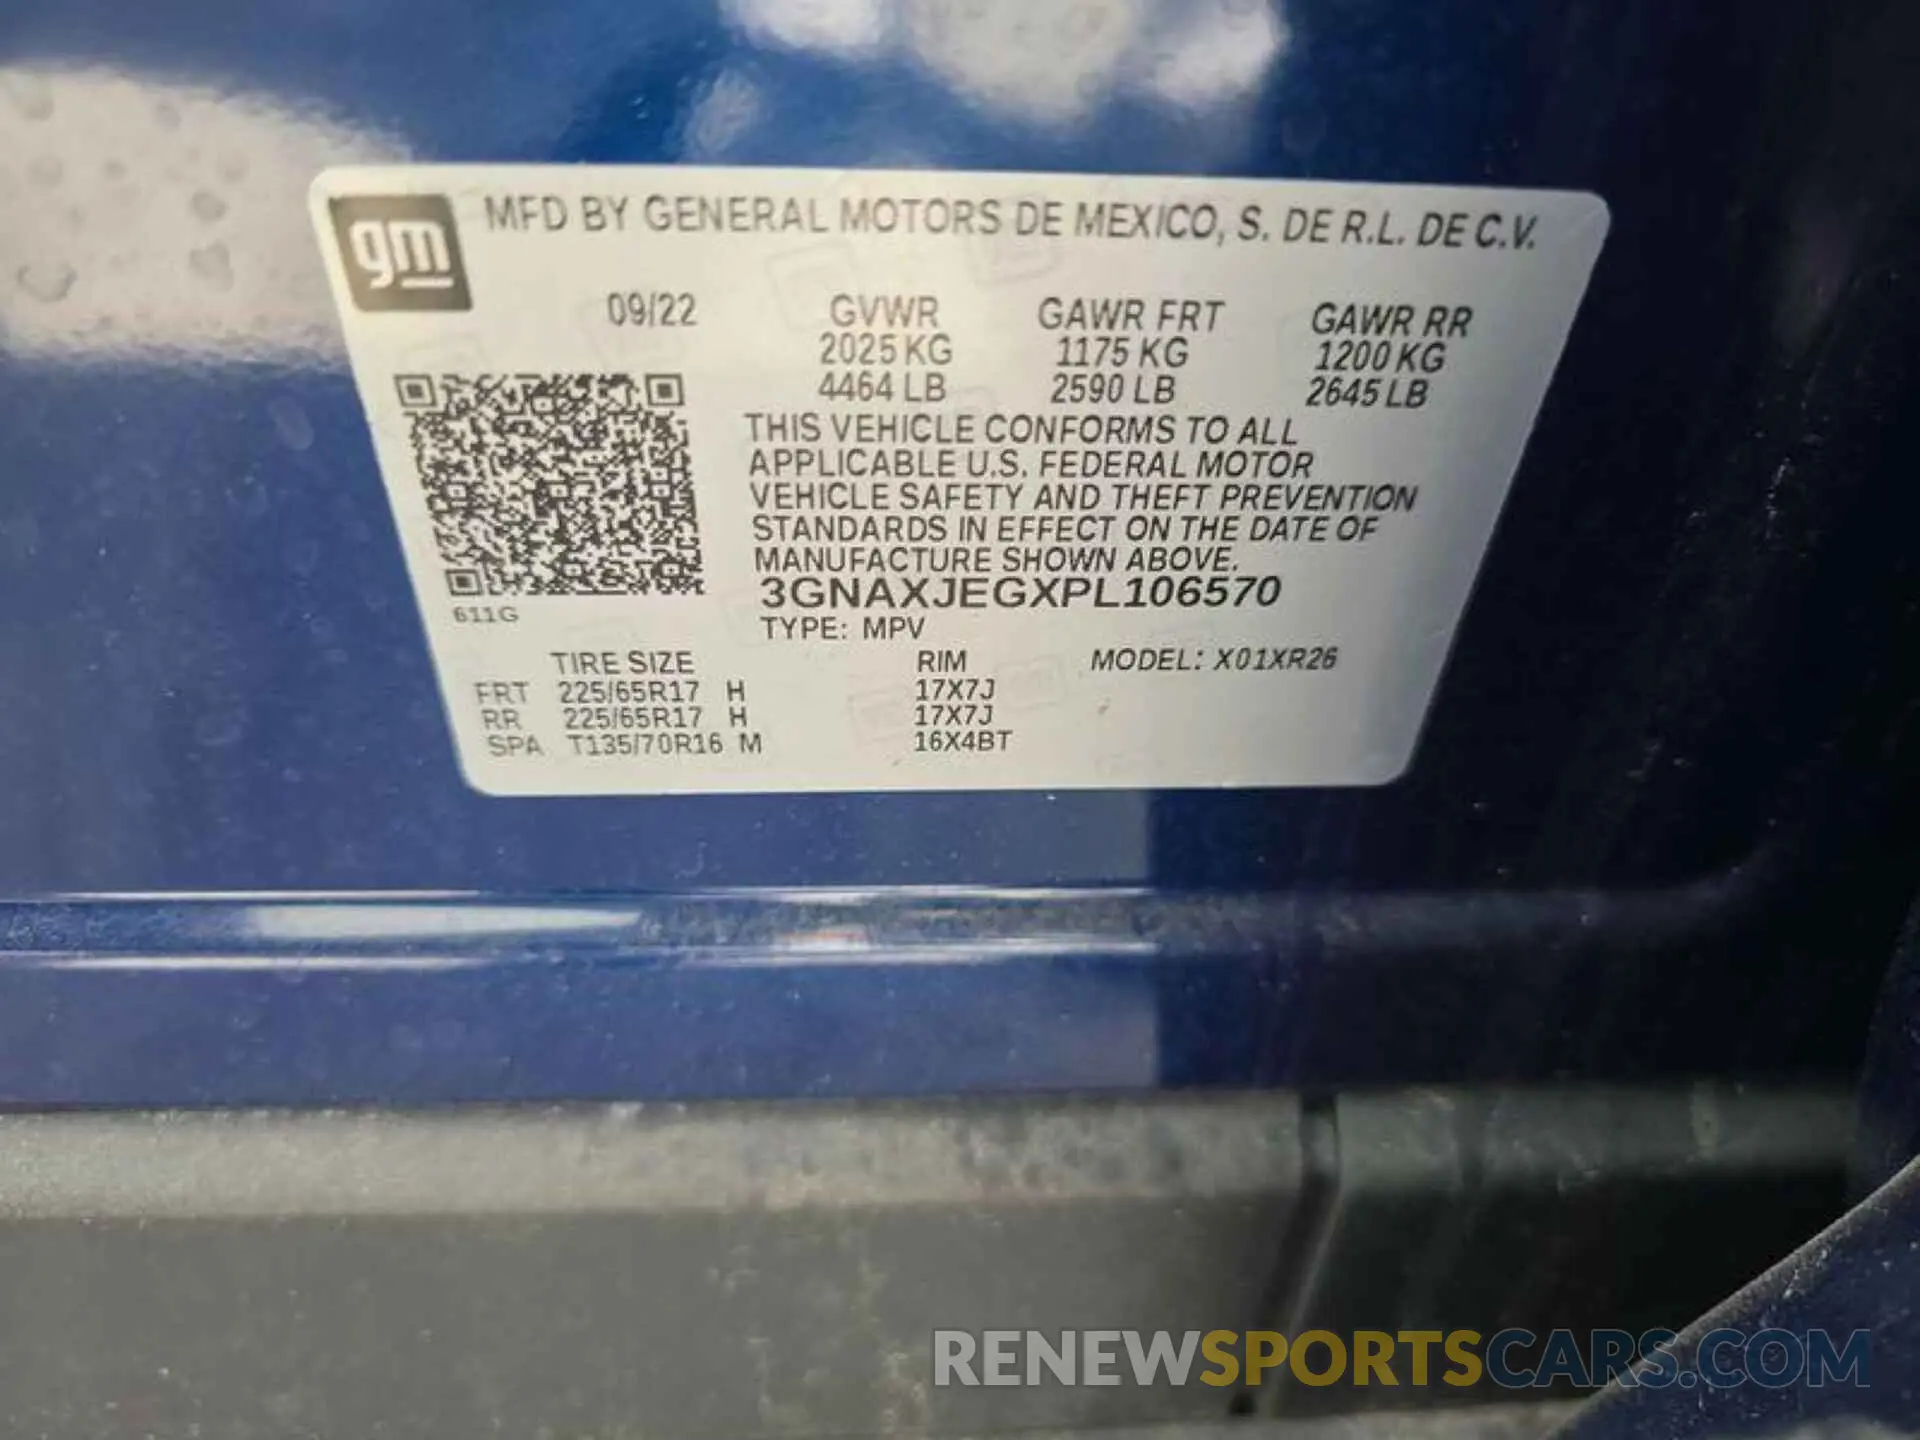 gm
MFD BY GENERAL MOTORS DE MEXICO, S. DE R.L. DE C.V.
09/22 GVWR GAWR FRT GAWR RR
2025 KG 1175 KG 1200 KG
4464 LB 2590 LB 2645 LB
THIS VEHICLE CONFORMS TO ALL
APPLICABLE U.S. FEDERAL MOTOR
VEHICLE SAFETY AND THEFT PREVENTION
STANDARDS IN EFFECT ON THE DATE OF
MANUFACTURE SHOWN ABOVE.
3GNAXJEGXPL106570
611G
TYPE: MPV
TIRE SIZE RIM MODEL: X01XR26
FRT 225/65R17 H 17X7J
RR 225/65R17 H 17X7J
SPA T135/70R16 M 16X4BT
RENEWSPORTSCARS.COM